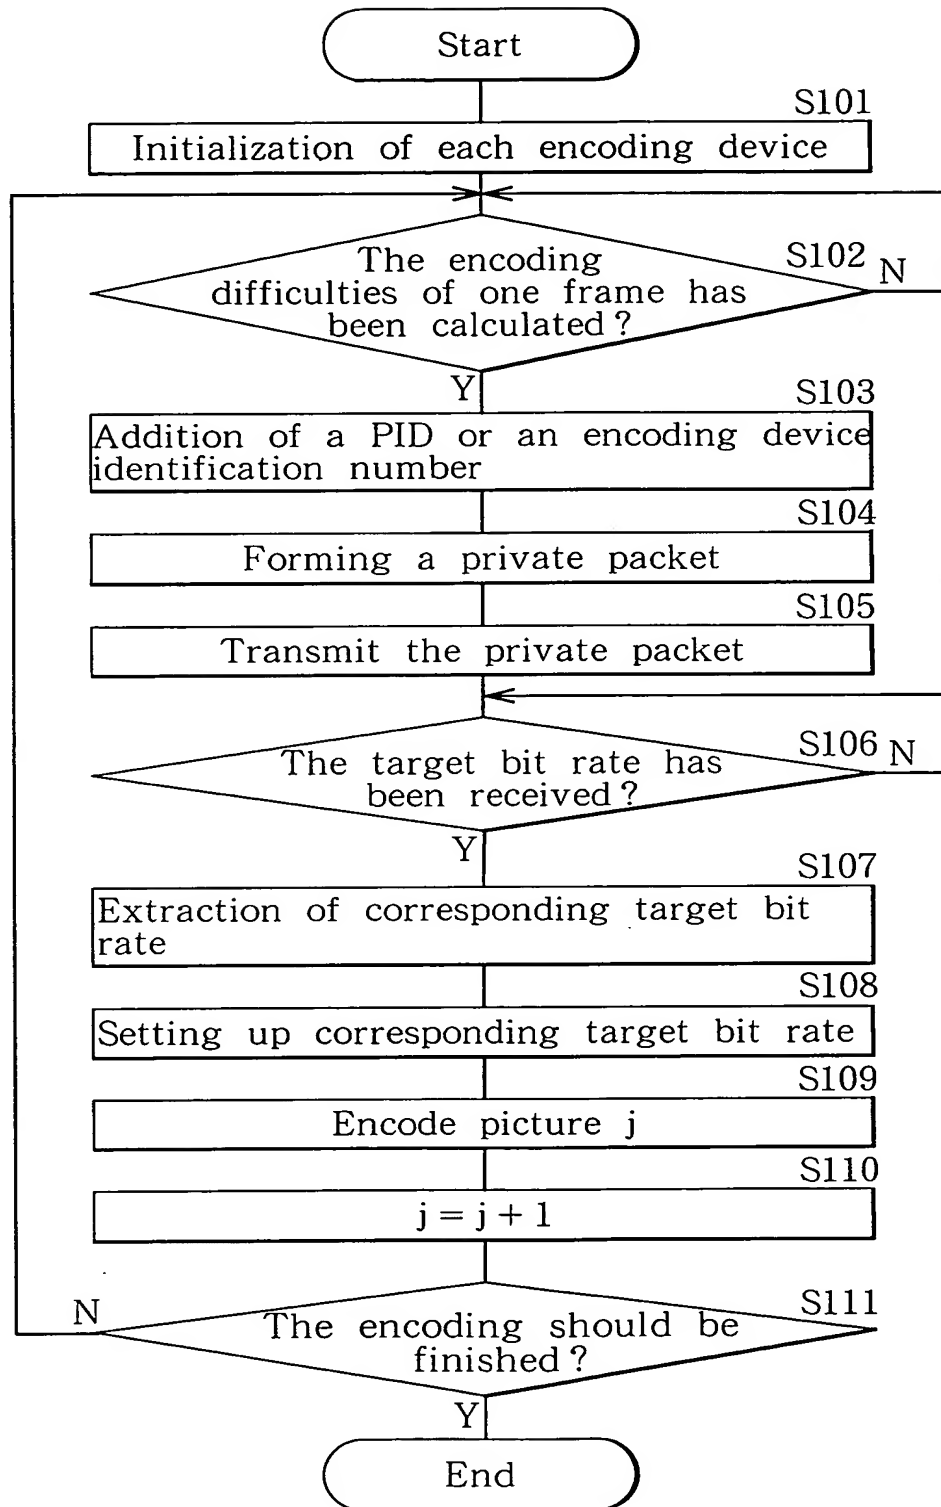 Start
S101
Initialization of each encoding device
S102
N
The encoding
difficulties of one frame has
been calculated?
Y
S103
Addition of a PID or an encoding device
identification number
S104
Forming a private packet
S105
Transmit the private packet
S106
N
The target bit rate has
been received?
Y
S107
Extraction of corresponding target bit
rate
S108
Setting up corresponding target bit rate
S109
Encode picture j
S110
j = j + 1
N
S111
The encoding should be
finished?
Y
End